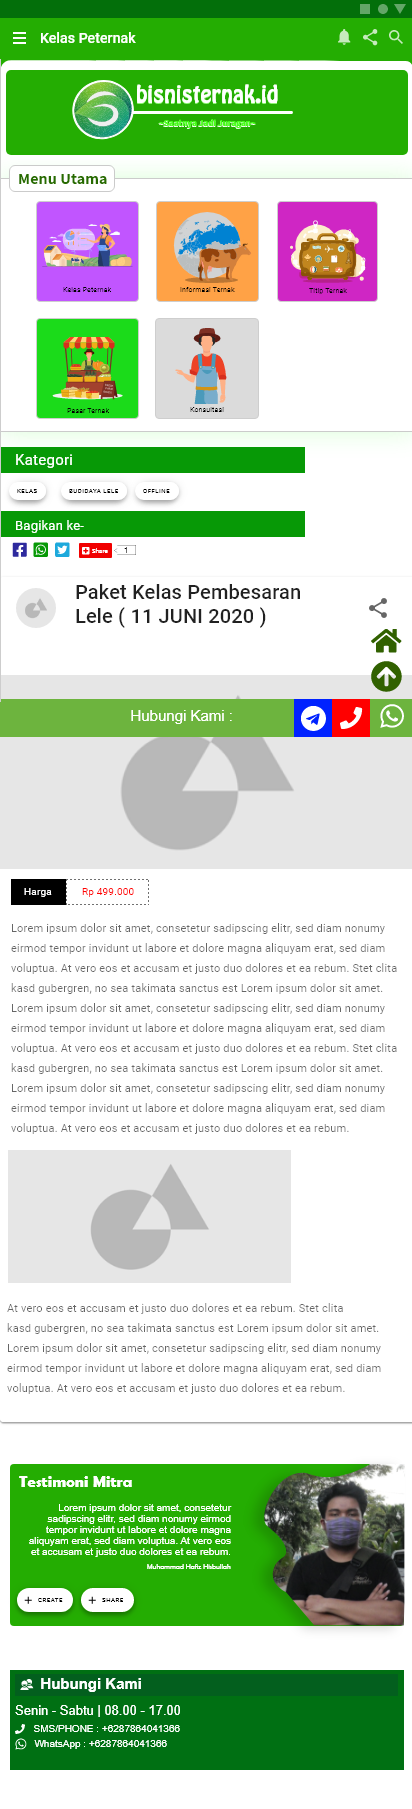 Kelas Peternak
bisnisternak.id
~Saatnya Jadi Juragan~
Menu Utama
Kelas Peternak
Informasi Ternak
Titip Ternak
Pasar Ternak
Konsultasi
Kategori
KELAS
BUDIDAYA LELE
OFFLINE
Bagikan ke-
Share
1
Paket Kelas Pembesaran
Lele ( 11 JUNI 2020 )
Hubungi Kami :
Harga
Rp 499.000
Lorem ipsum dolor sit amet, consetetur sadipscing elitr, sed diam nonumy
eirmod tempor invidunt ut labore et dolore magna aliquyam erat, sed diam
voluptua. At vero eos et accusam et justo duo dolores et ea rebum. Stet clita
kasd gubergren, no sea takimata sanctus est Lorem ipsum dolor sit amet.
Lorem ipsum dolor sit amet, consetetur sadipscing elitr, sed diam nonumy
eirmod tempor invidunt ut labore et dolore magna aliquyam erat, sed diam
voluptua. At vero eos et accusam et justo duo dolores et ea rebum. Stet clita
kasd gubergren, no sea takimata sanctus est Lorem ipsum dolor sit amet.
Lorem ipsum dolor sit amet, consetetur sadipscing elitr, sed diam nonumy
eirmod tempor invidunt ut labore et dolore magna aliquyam erat, sed diam
voluptua. At vero eos et accusam et justo duo dolores et ea rebum.
At vero eos et accusam et justo duo dolores et ea rebum. Stet clita
kasd gubergren, no sea takimata sanctus est Lorem ipsum dolor sit amet.
Lorem ipsum dolor sit amet, consetetur sadipscing elitr, sed diam nonumy
eirmod tempor invidunt ut labore et dolore magna aliquyam erat, sed diam
voluptua. At vero eos et accusam et justo duo dolores et ea rebum.
Testimoni Mitra
Lorem ipsum dolor sit amet, consetetur
sadipscing elitr, sed diam nonumy eirmod
tempor invidunt ut labore et dolore magna
aliquyam erat, sed diam voluptua. At vero eos
et accusam et justo duo dolores et ea rebum.
Muhammad Hafiz Hisbullah
CREATE
SHARE
Hubungi Kami
Senin - Sabtu | 08.00 - 17.00
SMS/PHONE : +6287864041366
WhatsApp : +6287864041366